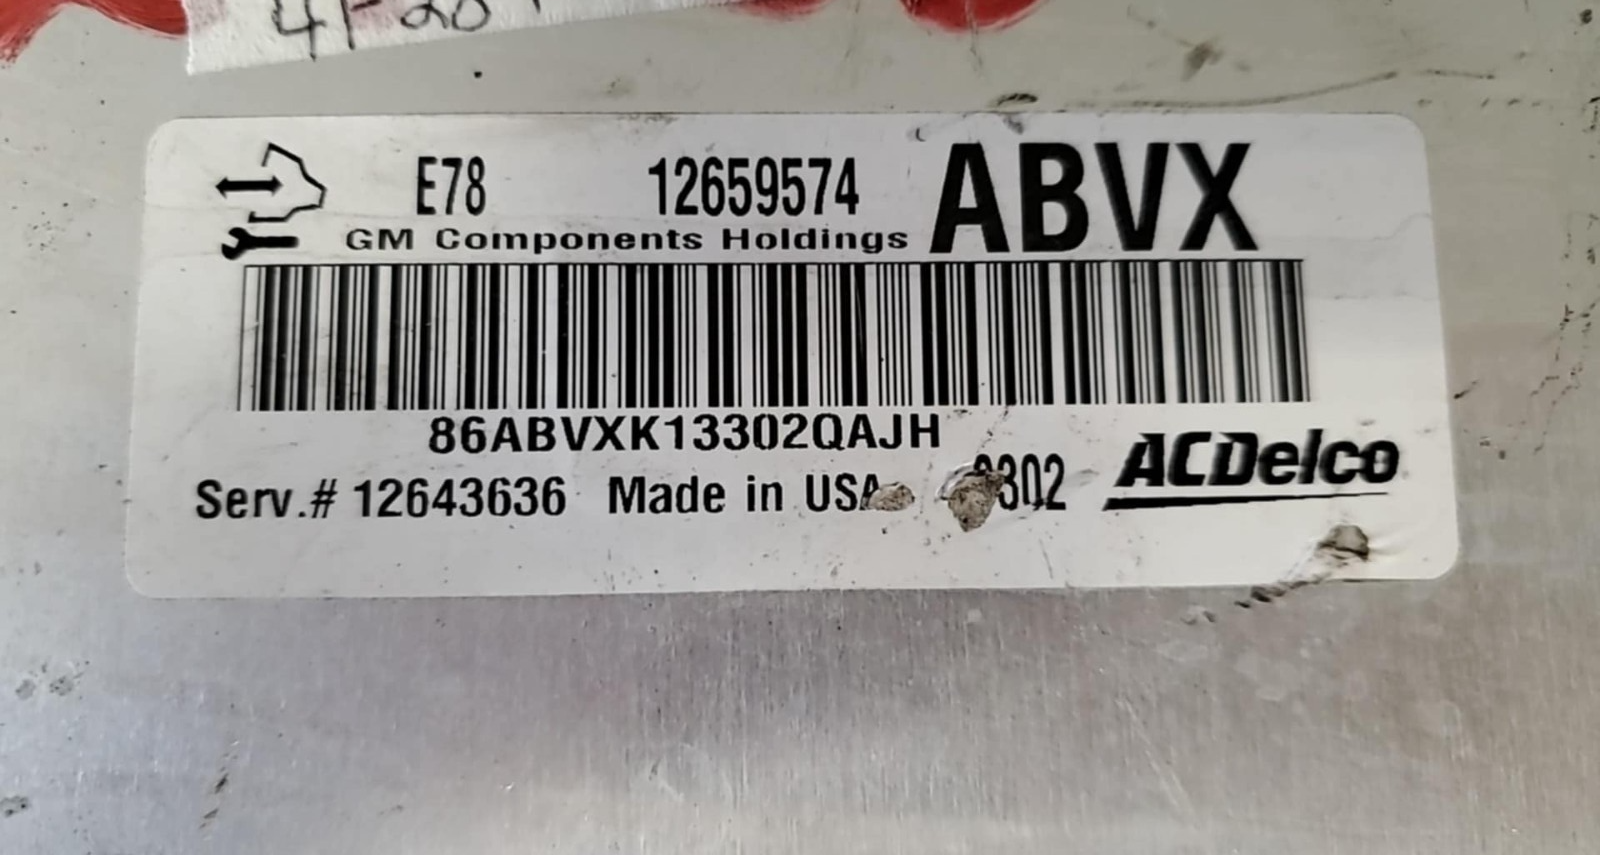 E78 12659574 ABVX
GM Components Holdings
86ABVXK13302QAJH
Serv.# 12643636 Made in USA
ACDelco